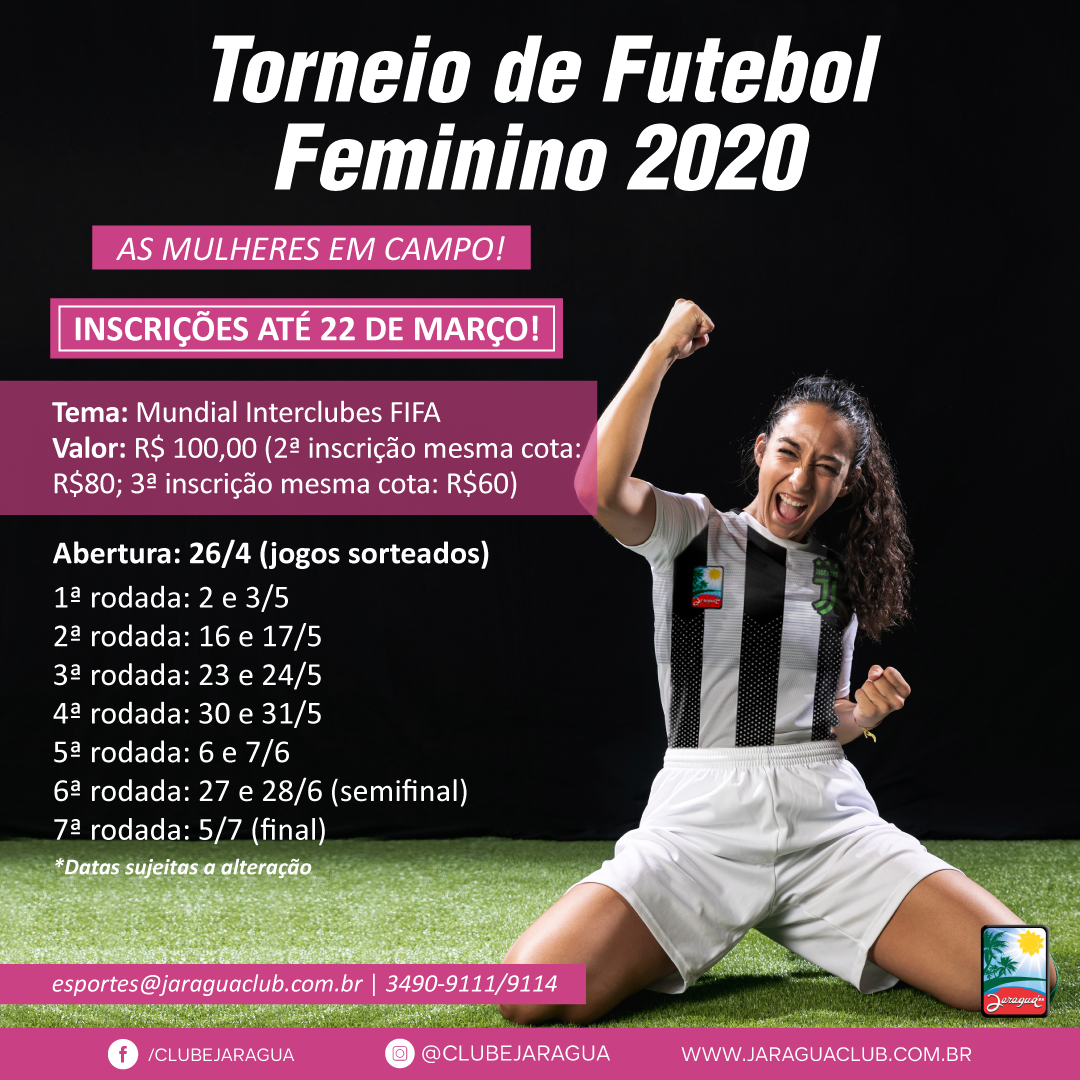 Torneio de Futebol
Feminino 2020
AS MULHERES EM CAMPO!
INSCRIÇÕES ATÉ 22 DE MARÇO!
Tema: Mundial Interclubes FIFA
Valor: R$ 100,00 (2ª inscrição mesma cota:
R$80; 3ª inscrição mesma cota: R$60)
Abertura: 26/4 (jogos sorteados)
1ª rodada: 2 e 3/5
2ª rodada: 16 e 17/5
3ª rodada: 23 e 24/5
4ª rodada: 30 e 31/5
5ª rodada: 6 e 7/6
6ª rodada: 27 e 28/6 (semifinal)
7ª rodada: 5/7 (final)
*Datas sujeitas a alteração
esportes@jaraguaclub.com.br | 3490-9111/9114
Jaraguá
/CLUBEJARAGUA
@CLUBEJARAGUA
WWW.JARAGUACLUB.COM.BR